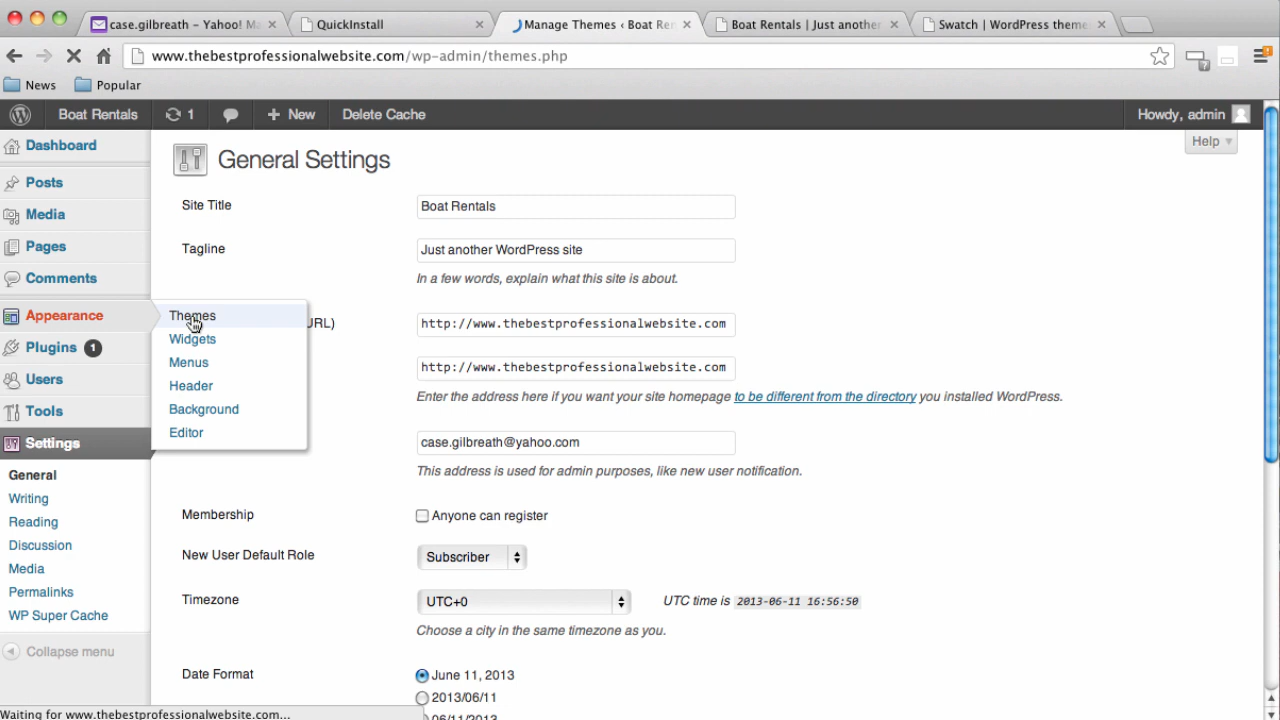 case.gilbreath – Yahoo! Ma
QuickInstall
Manage Themes ‹ Boat Re
Boat Rentals | Just another
Swatch | WordPress theme
www.thebestprofessionalwebsite.com/wp-admin/themes.php
News
Popular
Boat Rentals
1
+ New
Delete Cache
Howdy, admin
Help
Dashboard
Posts
Media
Pages
Comments
Appearance
Plugins 1
Users
Tools
Settings
General
Writing
Reading
Discussion
Media
Permalinks
WP Super Cache
Collapse menu
Themes
Widgets
Menus
Header
Background
Editor
General Settings
Site Title
Boat Rentals
Tagline
Just another WordPress site
In a few words, explain what this site is about.
URL)
http://www.thebestprofessionalwebsite.com
http://www.thebestprofessionalwebsite.com
Enter the address here if you want your site homepage to be different from the directory you installed WordPress.
case.gilbreath@yahoo.com
This address is used for admin purposes, like new user notification.
Membership
Anyone can register
New User Default Role
Subscriber
Timezone
UTC+0
UTC time is 2013-06-11 16:56:50
Choose a city in the same timezone as you.
Date Format
June 11, 2013
2013/06/11
06/11/2013
Waiting for www.thebestprofessionalwebsite.com...